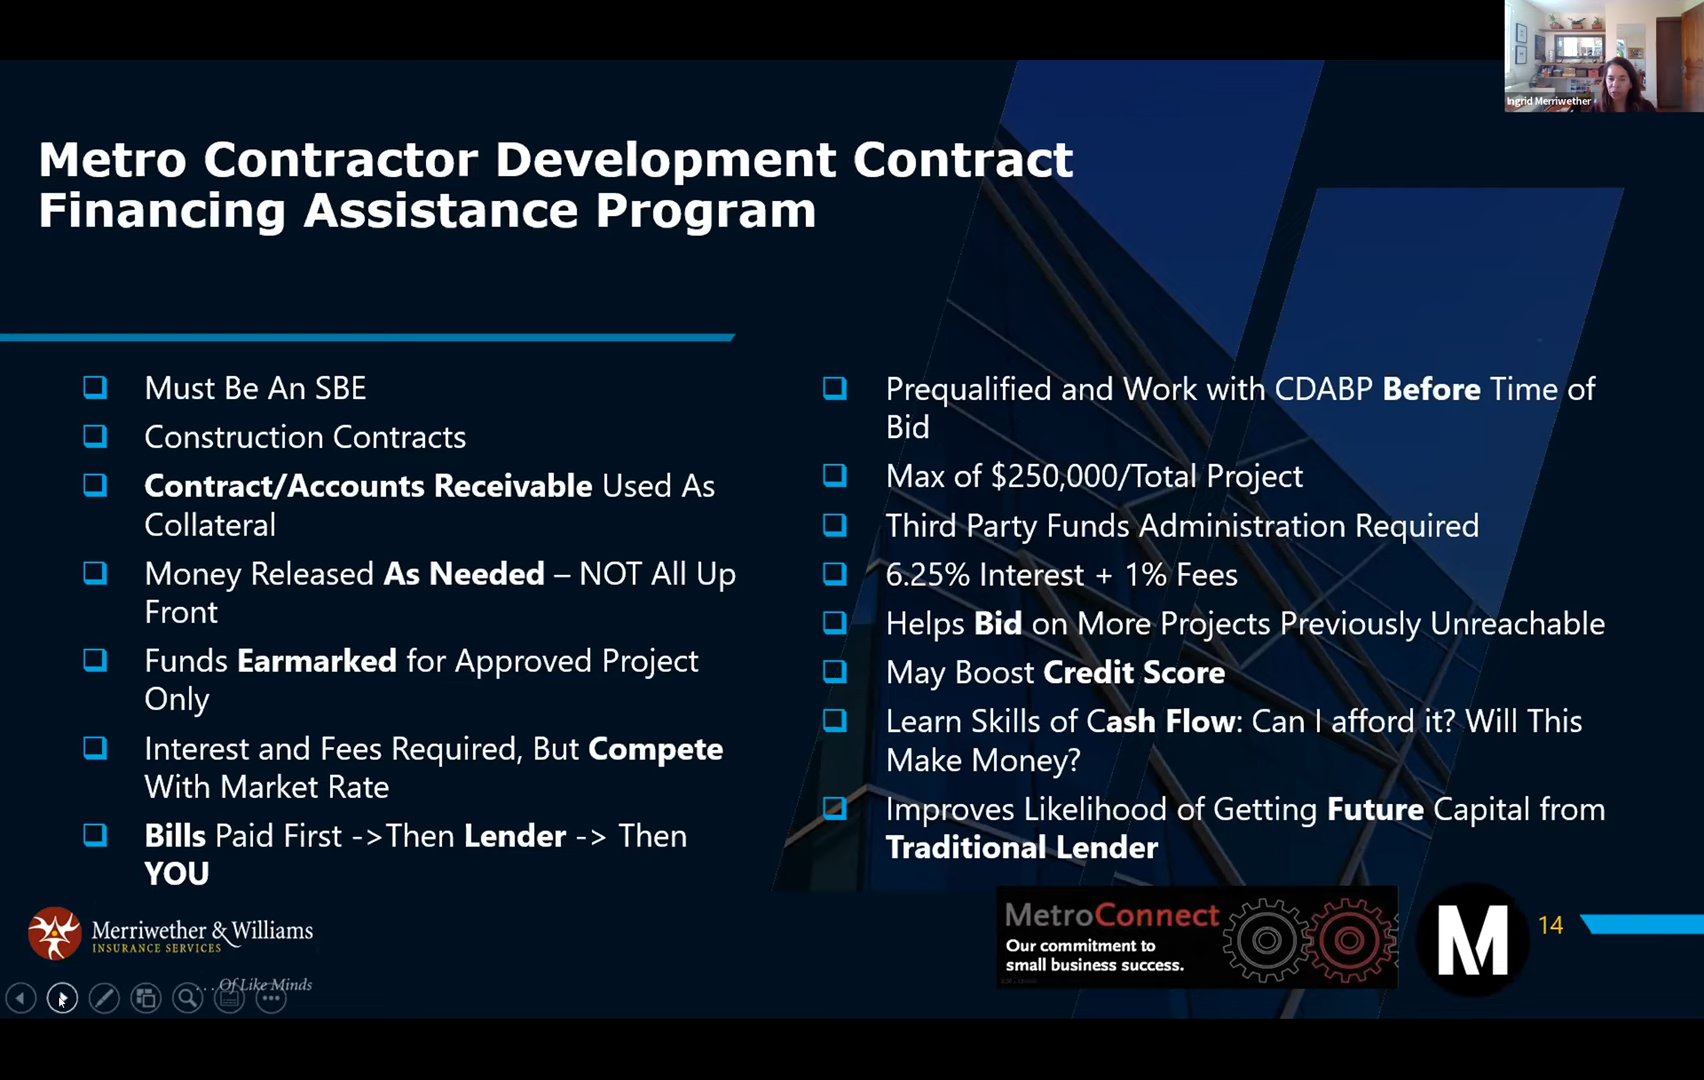 Ingrid Merriwether
Metro Contractor Development Contract
Financing Assistance Program
Must Be An SBE
Construction Contracts
Contract/Accounts Receivable Used As
Collateral
Money Released As Needed – NOT All Up
Front
Funds Earmarked for Approved Project
Only
Interest and Fees Required, But Compete
With Market Rate
Bills Paid First ->Then Lender -> Then
YOU
Prequalified and Work with CDABP Before Time of
Bid
Max of $250,000/Total Project
Third Party Funds Administration Required
6.25% Interest + 1% Fees
Helps Bid on More Projects Previously Unreachable
May Boost Credit Score
Learn Skills of Cash Flow: Can I afford it? Will This
Make Money?
Improves Likelihood of Getting Future Capital from
Traditional Lender
Merriwether & Williams
INSURANCE SERVICES
. . . Of Like Minds
MetroConnect
Our commitment to
small business success.
M
14